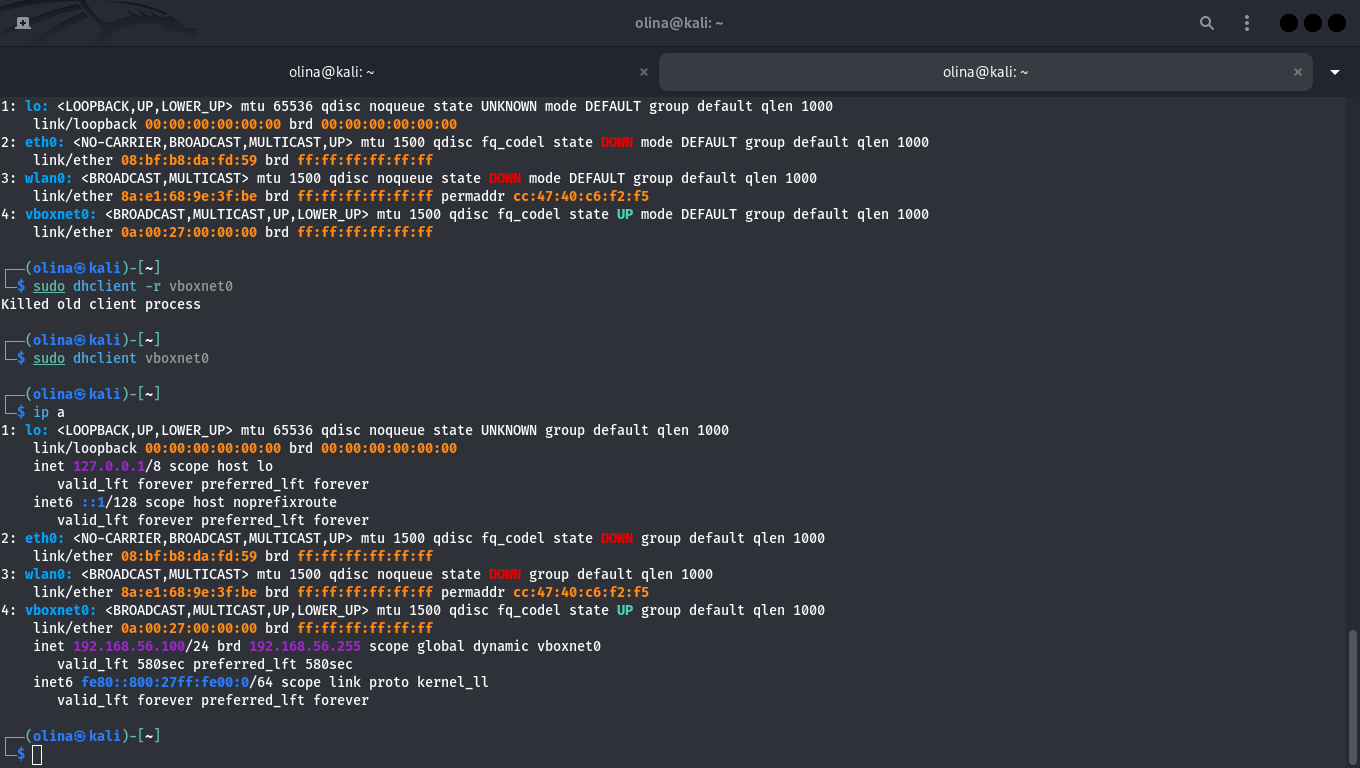 olina@kali: ~
olina@kali: ~ × olina@kali: ~ ×
1: lo: <LOOPBACK,UP,LOWER_UP> mtu 65536 qdisc noqueue state UNKNOWN mode DEFAULT group default qlen 1000
    link/loopback 00:00:00:00:00:00 brd 00:00:00:00:00:00
2: eth0: <NO-CARRIER,BROADCAST,MULTICAST,UP> mtu 1500 qdisc fq_codel state DOWN mode DEFAULT group default qlen 1000
    link/ether 08:bf:b8:da:fd:59 brd ff:ff:ff:ff:ff:ff
3: wlan0: <BROADCAST,MULTICAST> mtu 1500 qdisc noqueue state DOWN mode DEFAULT group default qlen 1000
    link/ether 8a:e1:68:9e:3f:be brd ff:ff:ff:ff:ff:ff permaddr cc:47:40:c6:f2:f5
4: vboxnet0: <BROADCAST,MULTICAST,UP,LOWER_UP> mtu 1500 qdisc fq_codel state UP mode DEFAULT group default qlen 1000
    link/ether 0a:00:27:00:00:00 brd ff:ff:ff:ff:ff:ff
┌──(olina㉿kali)-[~]
└─$ sudo dhclient -r vboxnet0
Killed old client process
┌──(olina㉿kali)-[~]
└─$ sudo dhclient vboxnet0
┌──(olina㉿kali)-[~]
└─$ ip a
1: lo: <LOOPBACK,UP,LOWER_UP> mtu 65536 qdisc noqueue state UNKNOWN group default qlen 1000
    link/loopback 00:00:00:00:00:00 brd 00:00:00:00:00:00
    inet 127.0.0.1/8 scope host lo
       valid_lft forever preferred_lft forever
    inet6 ::1/128 scope host noprefixroute
       valid_lft forever preferred_lft forever
2: eth0: <NO-CARRIER,BROADCAST,MULTICAST,UP> mtu 1500 qdisc fq_codel state DOWN group default qlen 1000
    link/ether 08:bf:b8:da:fd:59 brd ff:ff:ff:ff:ff:ff
3: wlan0: <BROADCAST,MULTICAST> mtu 1500 qdisc noqueue state DOWN group default qlen 1000
    link/ether 8a:e1:68:9e:3f:be brd ff:ff:ff:ff:ff:ff permaddr cc:47:40:c6:f2:f5
4: vboxnet0: <BROADCAST,MULTICAST,UP,LOWER_UP> mtu 1500 qdisc fq_codel state UP group default qlen 1000
    link/ether 0a:00:27:00:00:00 brd ff:ff:ff:ff:ff:ff
    inet 192.168.56.100/24 brd 192.168.56.255 scope global dynamic vboxnet0
       valid_lft 580sec preferred_lft 580sec
    inet6 fe80::800:27ff:fe00:0/64 scope link proto kernel_ll
       valid_lft forever preferred_lft forever
┌──(olina㉿kali)-[~]
└─$